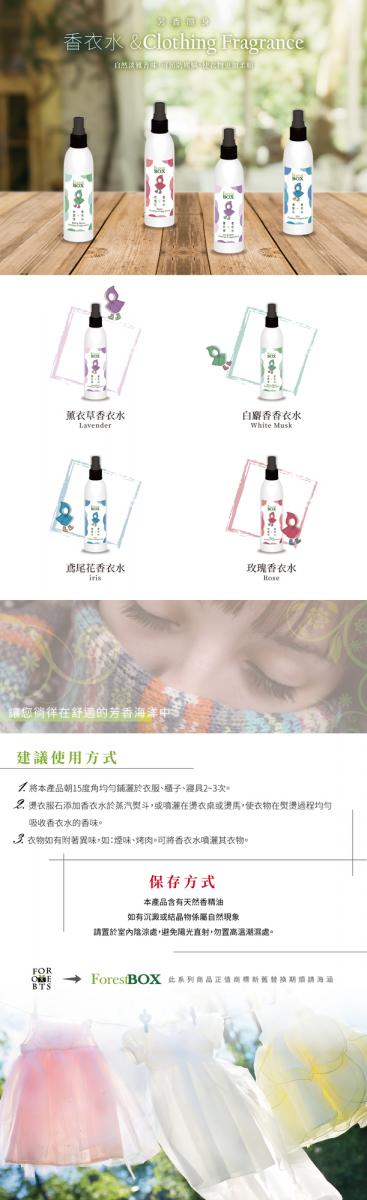 芳香隨身
香衣水 &Clothing Fragrance
Forest BOX
Forest BOX
Forest BOX
Forest BOX
薰衣草香衣水
Lavender
白麝香香衣水
White Musk
鳶尾花香衣水
iris
玫瑰香衣水
Rose
讓您徜徉在舒適的芳香海洋中
建議使用方式
1. 將本產品朝15度角均勻鋪灑於衣服、櫃子、寢具2~3次。
2. 燙衣服石添加香衣水於蒸汽熨斗,或噴灑在燙衣桌或燙馬,使衣物在熨燙過程均勻
吸收香衣水的香味。
3. 衣物如有附著異味,如:煙味、烤肉。可將香衣水噴灑其衣物。
保存方式
本產品含有天然香精油
如有沉澱或結晶物係屬自然現象
請置於室內陰涼處,避免陽光直射,勿置高溫潮濕處。
FOR
BTS
ForestBOX 此系列商品正值商標新舊替換期煩請海涵